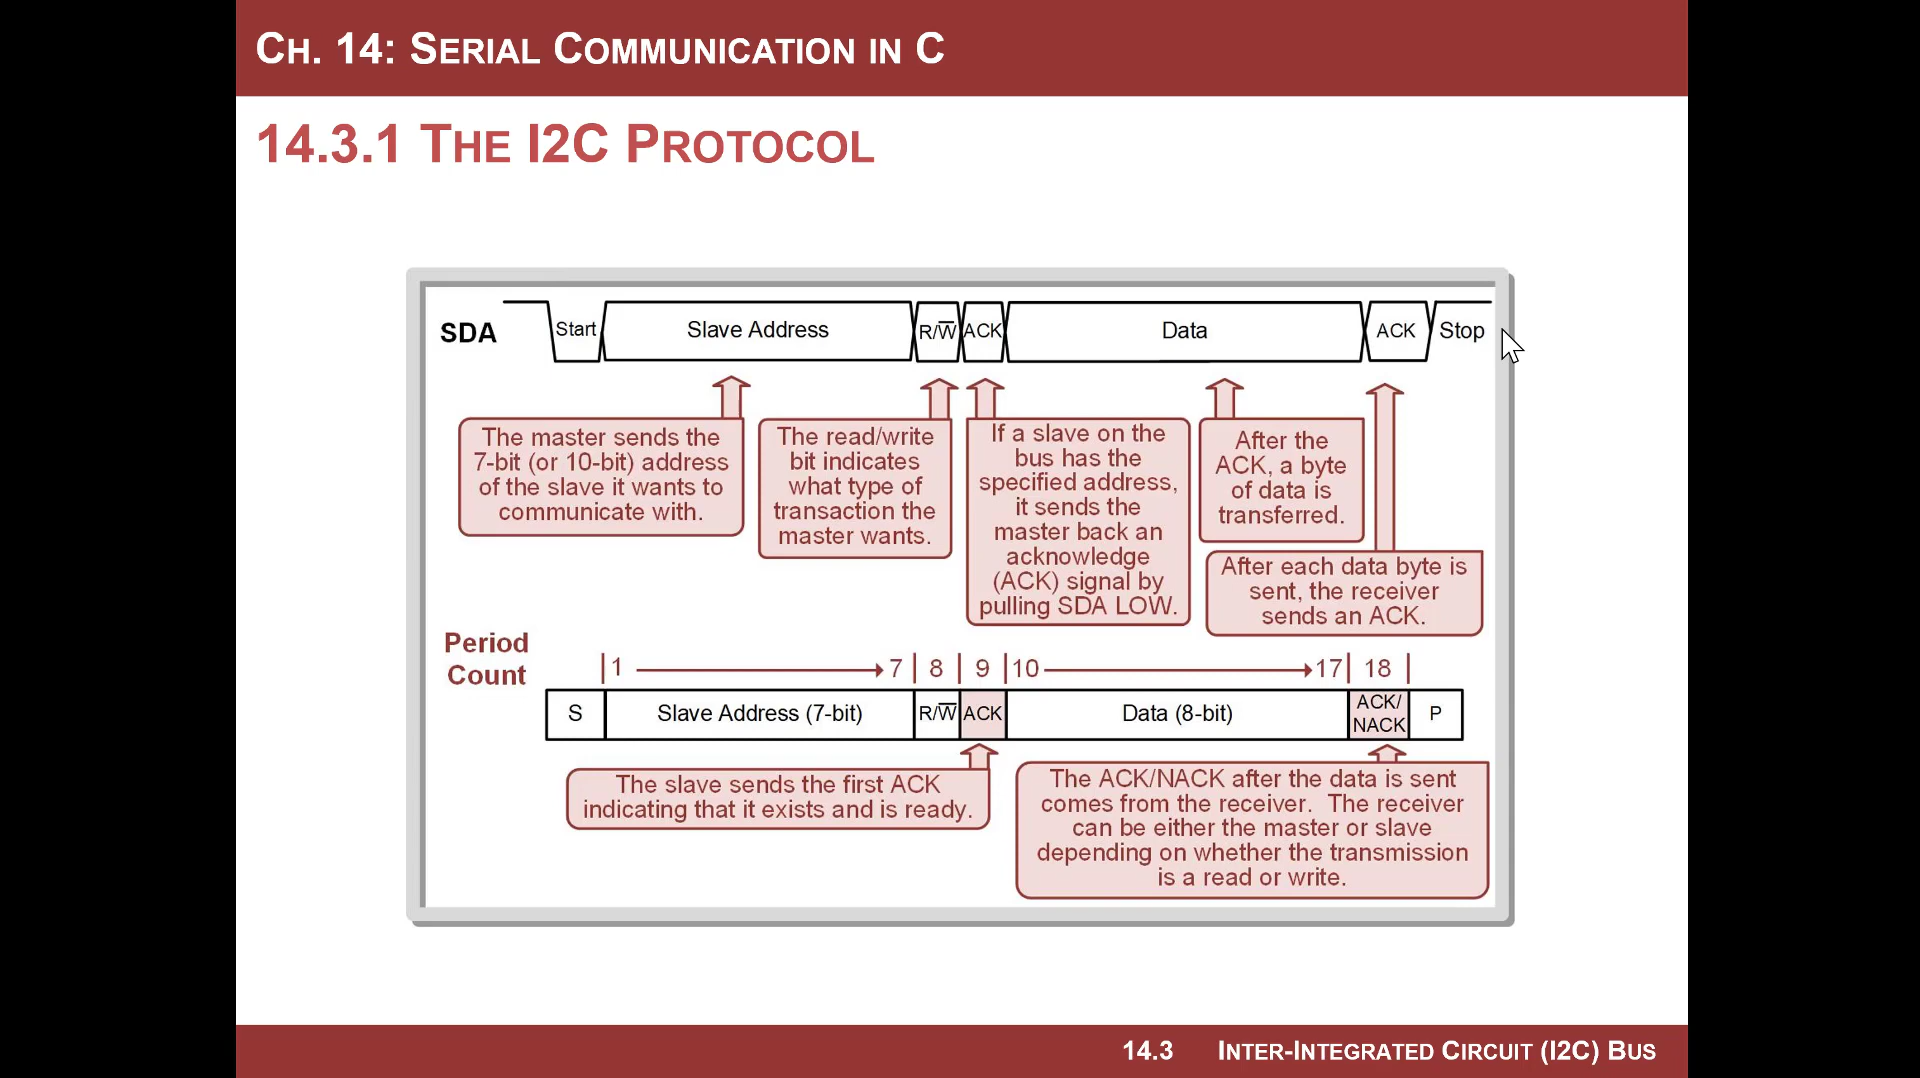 CH. 14: SERIAL COMMUNICATION IN C
14.3.1 THE I2C PROTOCOL
SDA
Start
Slave Address
R/W̅
ACK
Data
ACK
Stop
The master sends the
7-bit (or 10-bit) address
of the slave it wants to
communicate with.
The read/write
bit indicates
what type of
transaction the
master wants.
If a slave on the
bus has the
specified address,
it sends the
master back an
acknowledge
(ACK) signal by
pulling SDA LOW.
After the
ACK, a byte
of data is
transferred.
After each data byte is
sent, the receiver
sends an ACK.
Period
Count
1 7 8 9 10 17 18
S
Slave Address (7-bit)
R/W̅
ACK
Data (8-bit)
ACK/
NACK
P
The slave sends the first ACK
indicating that it exists and is ready.
The ACK/NACK after the data is sent
comes from the receiver. The receiver
can be either the master or slave
depending on whether the transmission
is a read or write.
14.3 INTER-INTEGRATED CIRCUIT (I2C) BUS